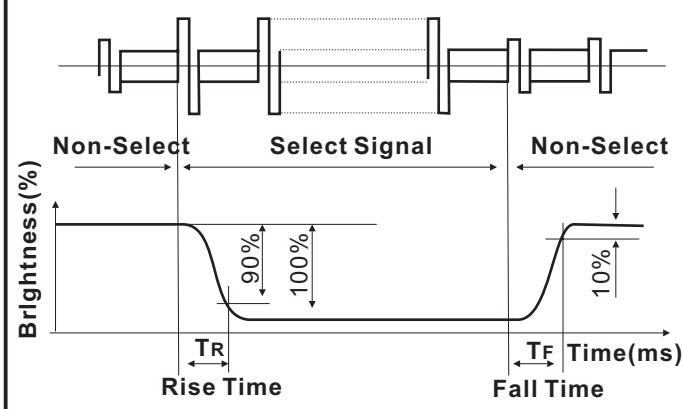 Non-Select Select Signal Non-Select
Brightness(%)
90%
100%
10%
TR TF Time(ms)
Rise Time Fall Time